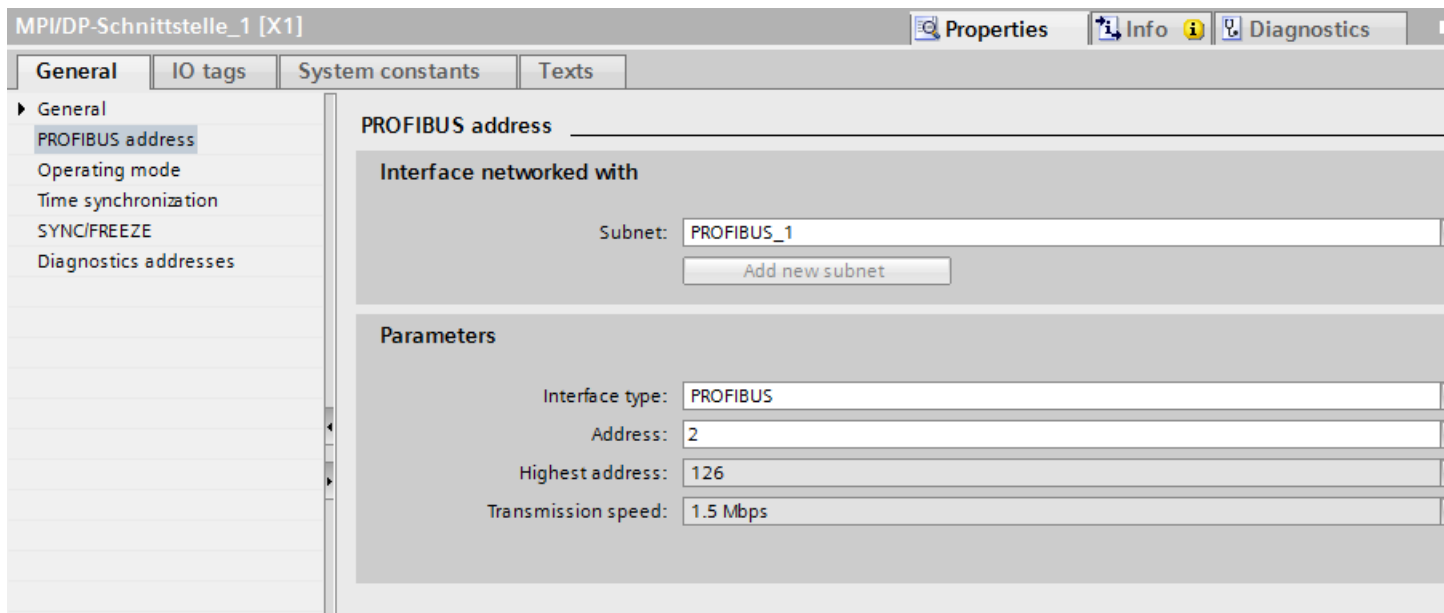 MPI/DP-Schnittstelle_1 [X1] Properties Info Diagnostics
General IO tags System constants Texts
General
PROFIBUS address
Operating mode
Time synchronization
SYNC/FREEZE
Diagnostics addresses
PROFIBUS address
Interface networked with
Subnet: PROFIBUS_1
Add new subnet
Parameters
Interface type: PROFIBUS
Address: 2
Highest address: 126
Transmission speed: 1.5 Mbps